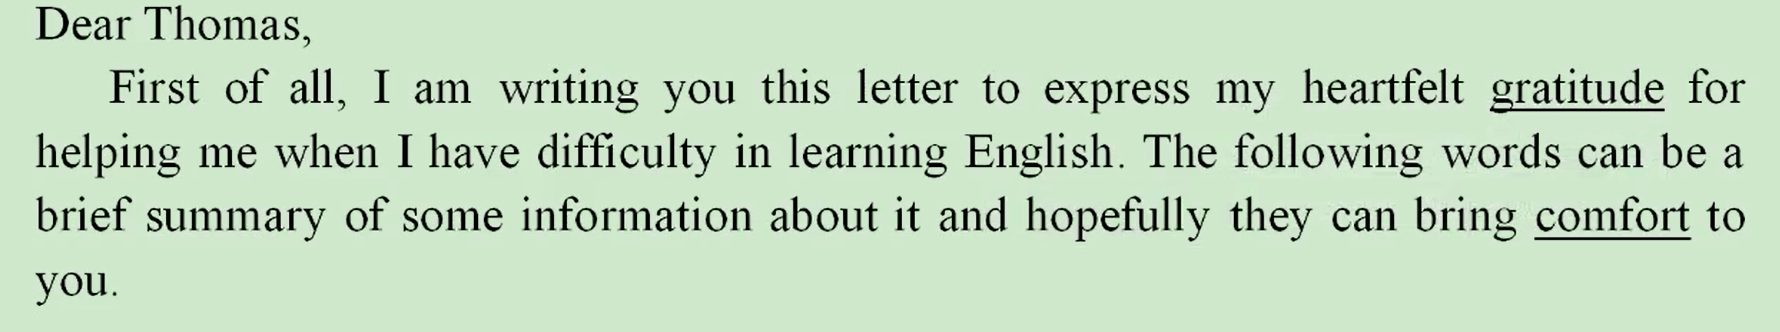 Dear Thomas,
First of all, I am writing you this letter to express my heartfelt gratitude for
helping me when I have difficulty in learning English. The following words can be a
brief summary of some information about it and hopefully they can bring comfort to
you.